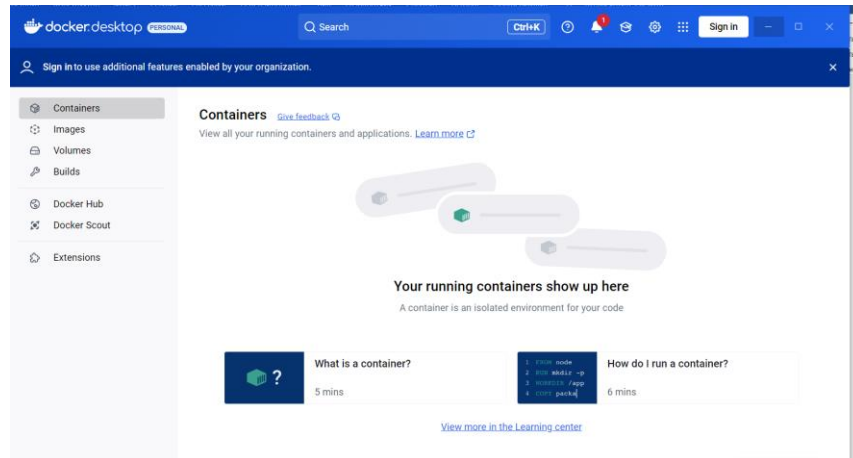 docker.desktop PERSONAL
Search
Ctrl+K
1
Sign in
Sign in to use additional features enabled by your organization.
Containers
Images
Volumes
Builds
Docker Hub
Docker Scout
Extensions
Containers Give feedback
View all your running containers and applications. Learn more
Your running containers show up here
A container is an isolated environment for your code
?
What is a container?
5 mins
1 FROM node
2 RUN mkdir -p
3 WORKDIR /app
4 COPY packa
How do I run a container?
6 mins
View more in the Learning center